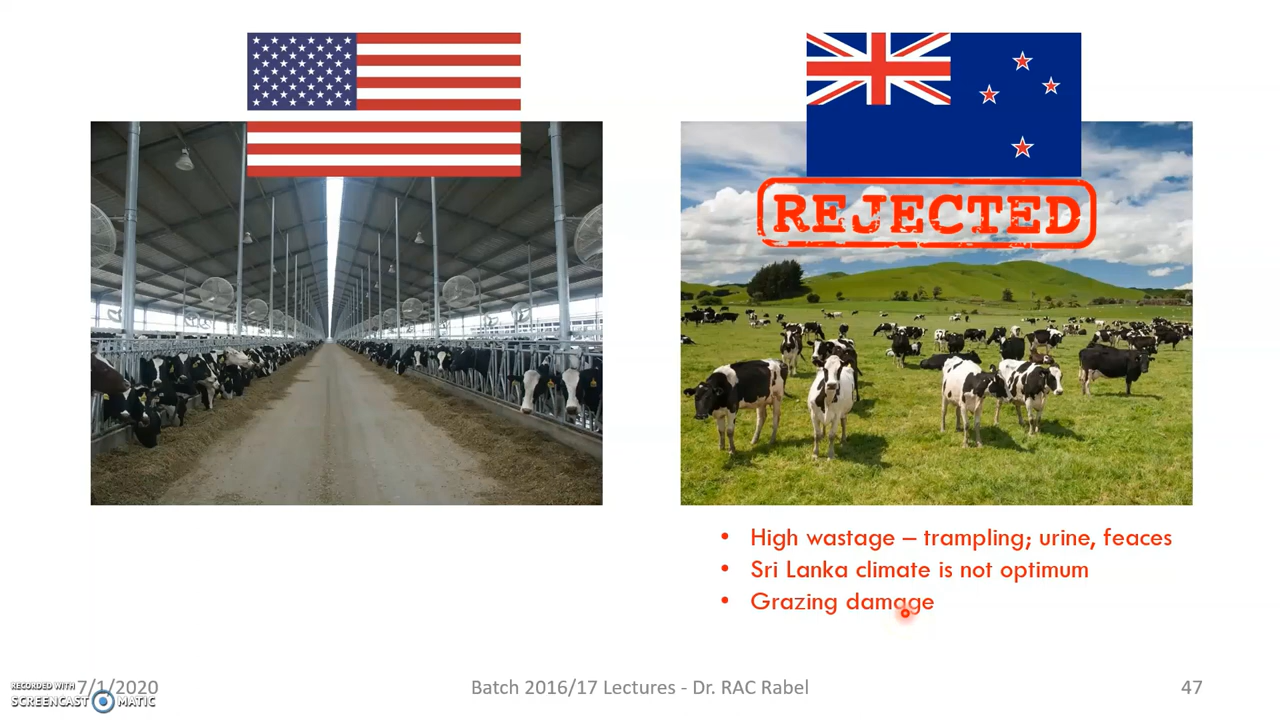 REJECTED
• High wastage – trampling; urine, feaces
• Sri Lanka climate is not optimum
• Grazing damage
RECORDED WITH
SCREENCAST MATIC
7/1/2020
Batch 2016/17 Lectures - Dr. RAC Rabel
47